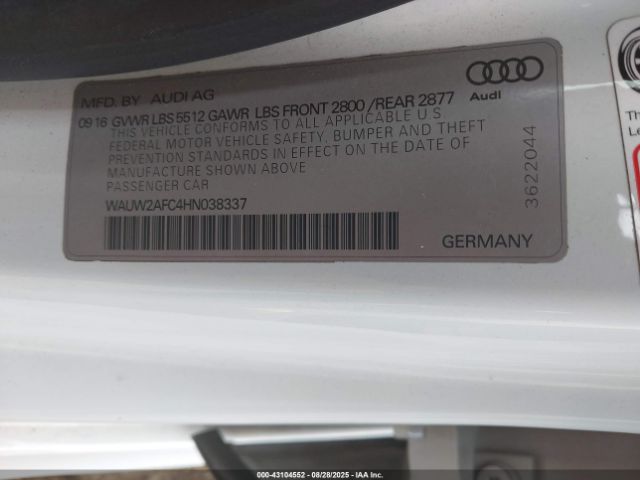 MFD. BY AUDI AG
09 16 GVWR LBS 5512 GAWR LBS FRONT 2800 /REAR 2877
THIS VEHICLE CONFORMS TO ALL APPLICABLE U S
FEDERAL MOTOR VEHICLE SAFETY, BUMPER AND THEFT
PREVENTION STANDARDS IN EFFECT ON THE DATE OF
MANUFACTURE SHOWN ABOVE
PASSENGER CAR
WAUW2AFC4HN038337
Audi
3622044
GERMANY
000-43104552 - 08/28/2025 - © IAA Inc.